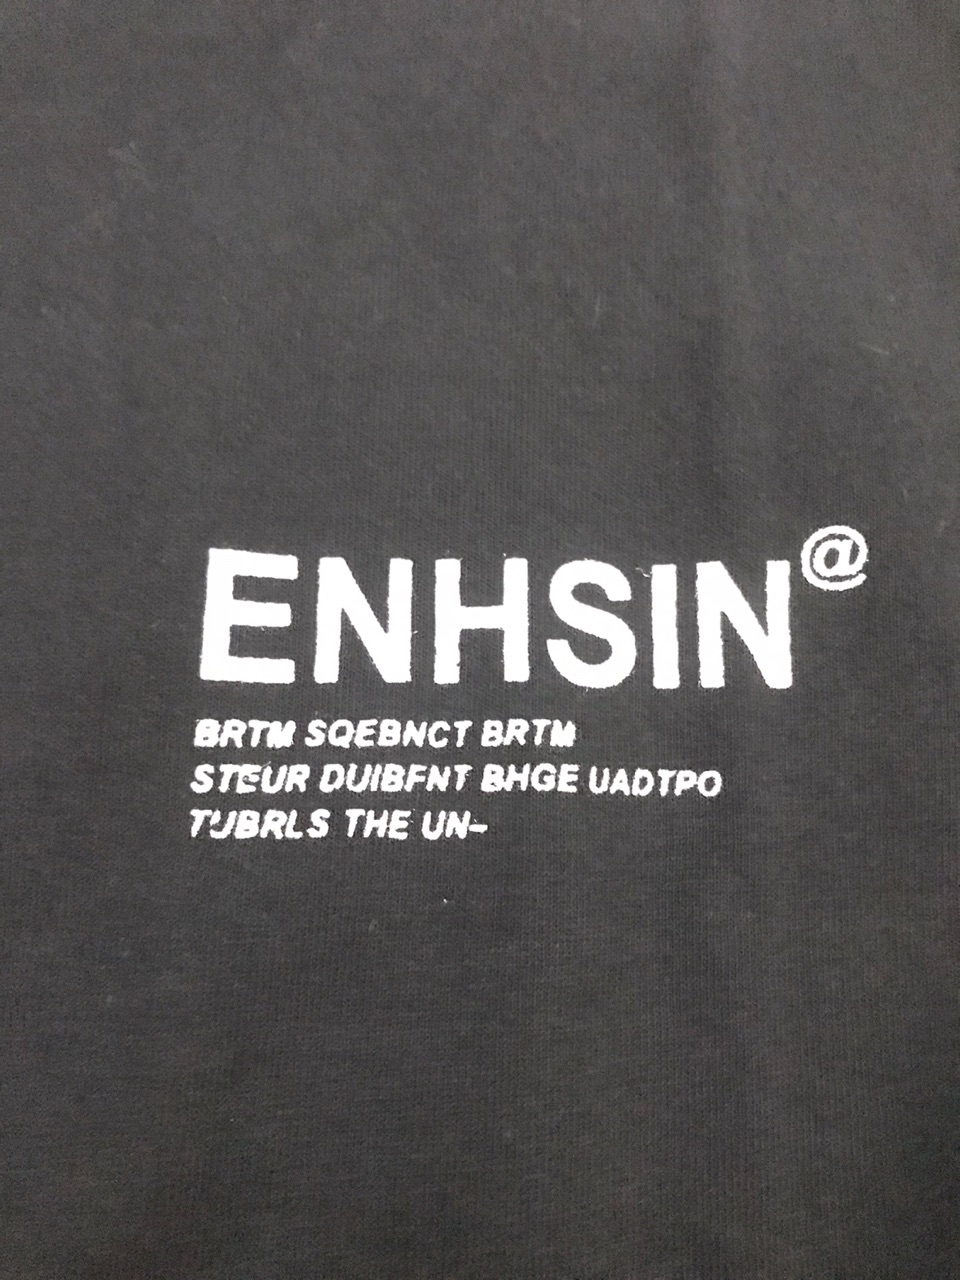 ENHSIN@
BRTM SQEBNCT BRTM
STEUR DUIBFNT BHGE UADTPO
TUBRLS THE UN-